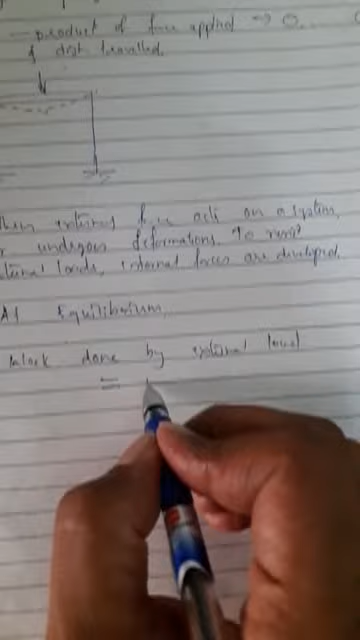 – product of force applied → 0.
& dist travelled.
When external force acts on a system,
undergoes deformations. To resist
external loads, internal forces are developed.
At Equilibrium,
Work done by external load
=